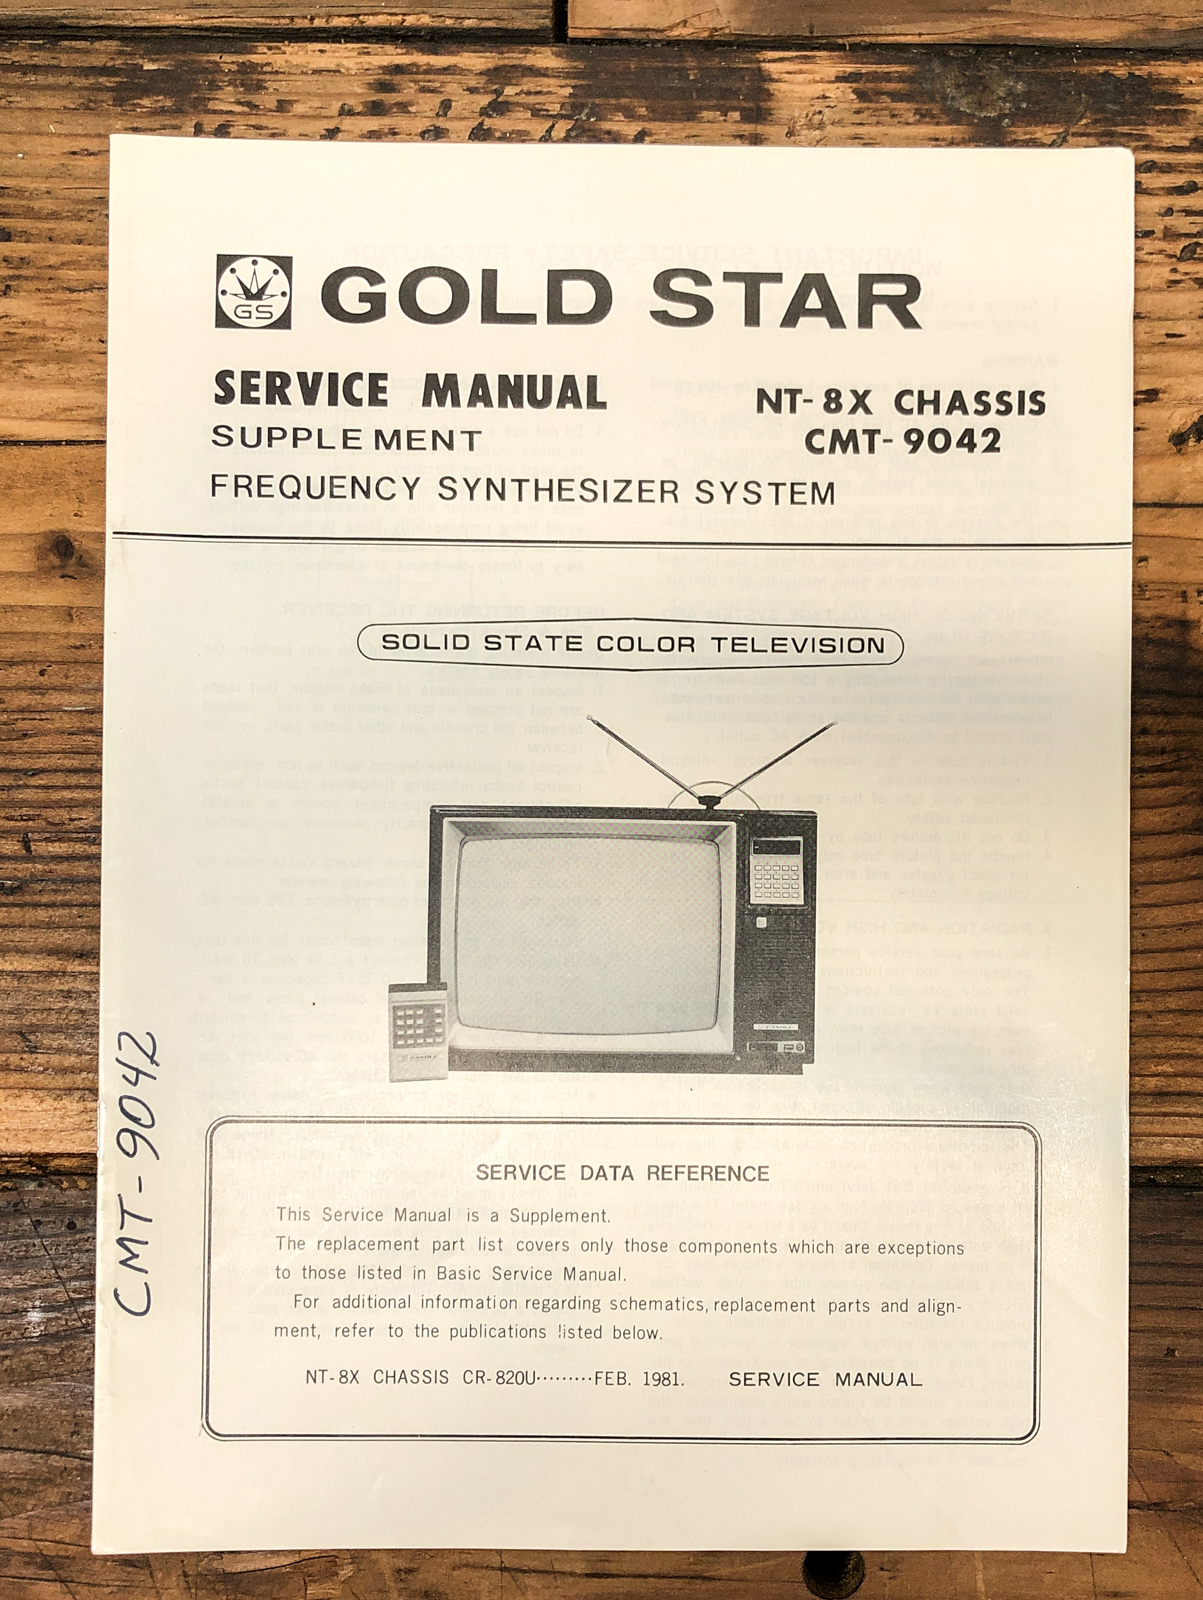 GS
GOLD STAR
SERVICE MANUAL
SUPPLEMENT
FREQUENCY SYNTHESIZER SYSTEM
NT-8X CHASSIS
CMT-9042
SOLID STATE COLOR TELEVISION
CMT-9042
SERVICE DATA REFERENCE
This Service Manual is a Supplement.
The replacement part list covers only those components which are exceptions
to those listed in Basic Service Manual.
For additional information regarding schematics, replacement parts and align-
ment, refer to the publications listed below.
NT-8X CHASSIS CR-820U·········FEB. 1981. SERVICE MANUAL